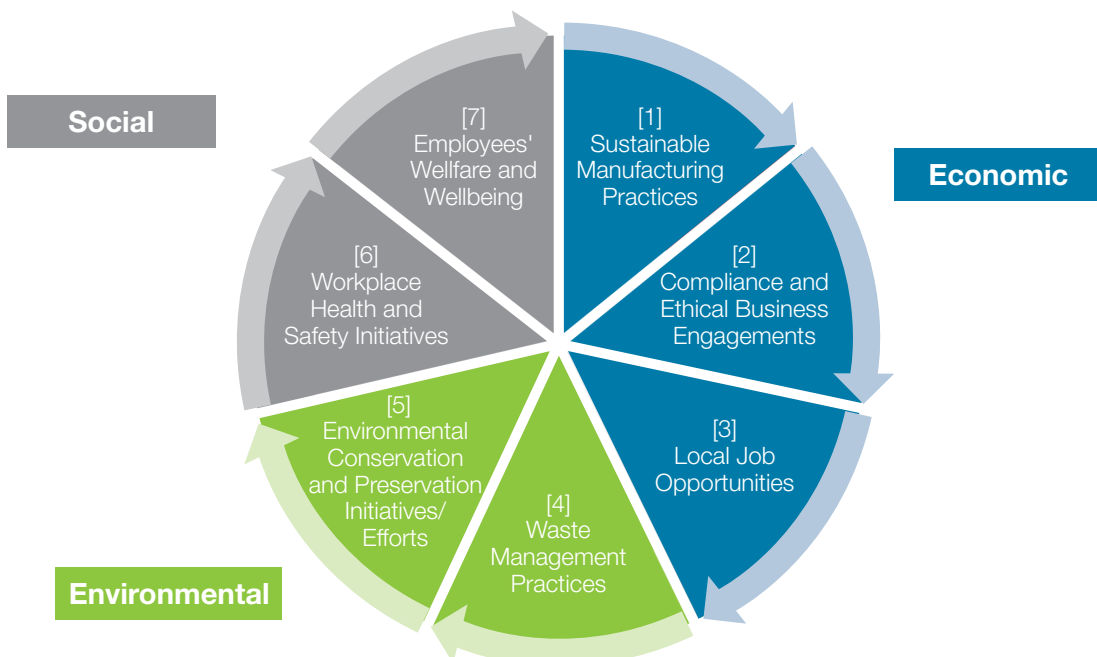 Social
[7]
Employees'
Wellfare and
Wellbeing
[1]
Sustainable
Manufacturing
Practices
Economic
[2]
Compliance and
Ethical Business
Engagements
[6]
Workplace
Health and
Safety Initiatives
[3]
Local Job
Opportunities
[5]
Environmental
Conservation
and Preservation
Initiatives/
Efforts
[4]
Waste
Management
Practices
Environmental